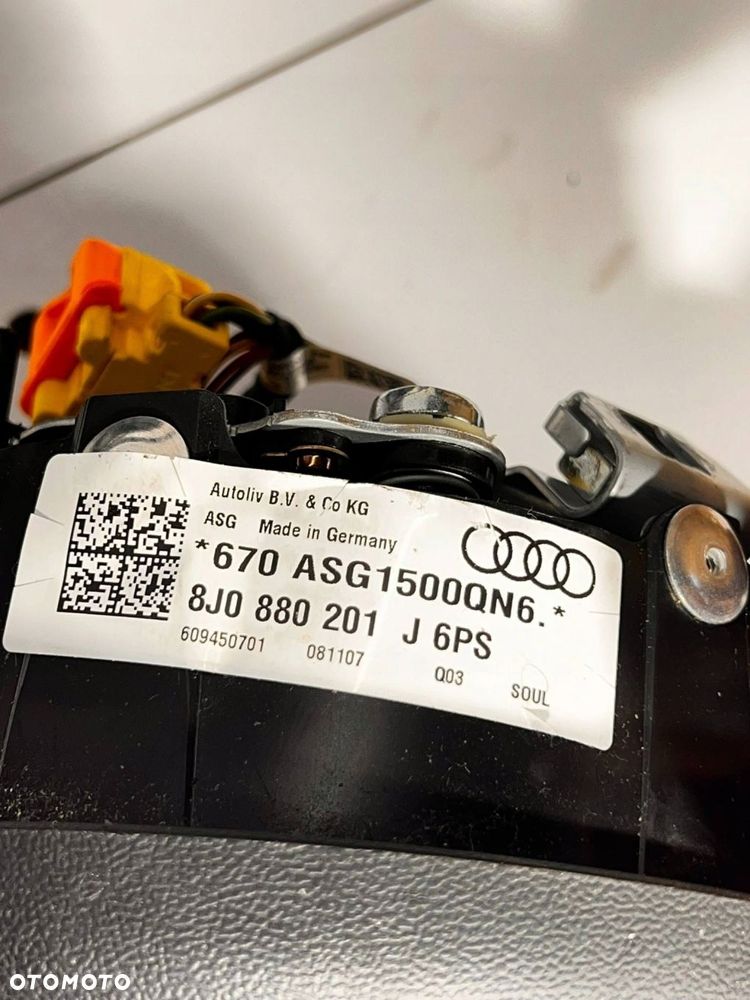 Autoliv B.V. & Co KG
ASG Made in Germany
*670 ASG1500QN6.*
8J0 880 201 J 6PS
609450701 081107 Q03 SOUL
OTOMOTO